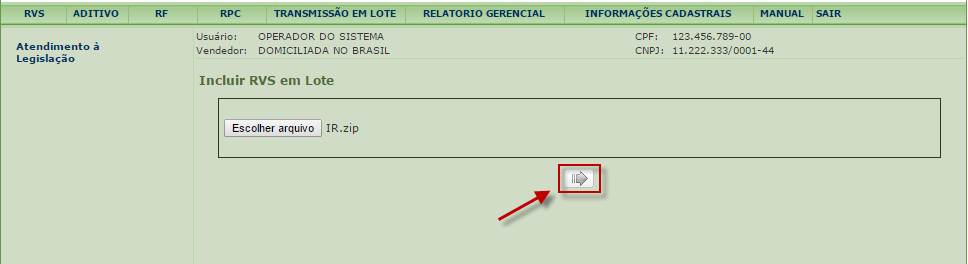 RVS ADITIVO RF RPC TRANSMISSÃO EM LOTE RELATORIO GERENCIAL INFORMAÇÕES CADASTRAIS MANUAL SAIR
Atendimento à
Legislação
Usuário: OPERADOR DO SISTEMA CPF: 123.456.789-00
Vendedor: DOMICILIADA NO BRASIL CNPJ: 11.222.333/0001-44
Incluir RVS em Lote
Escolher arquivo IR.zip